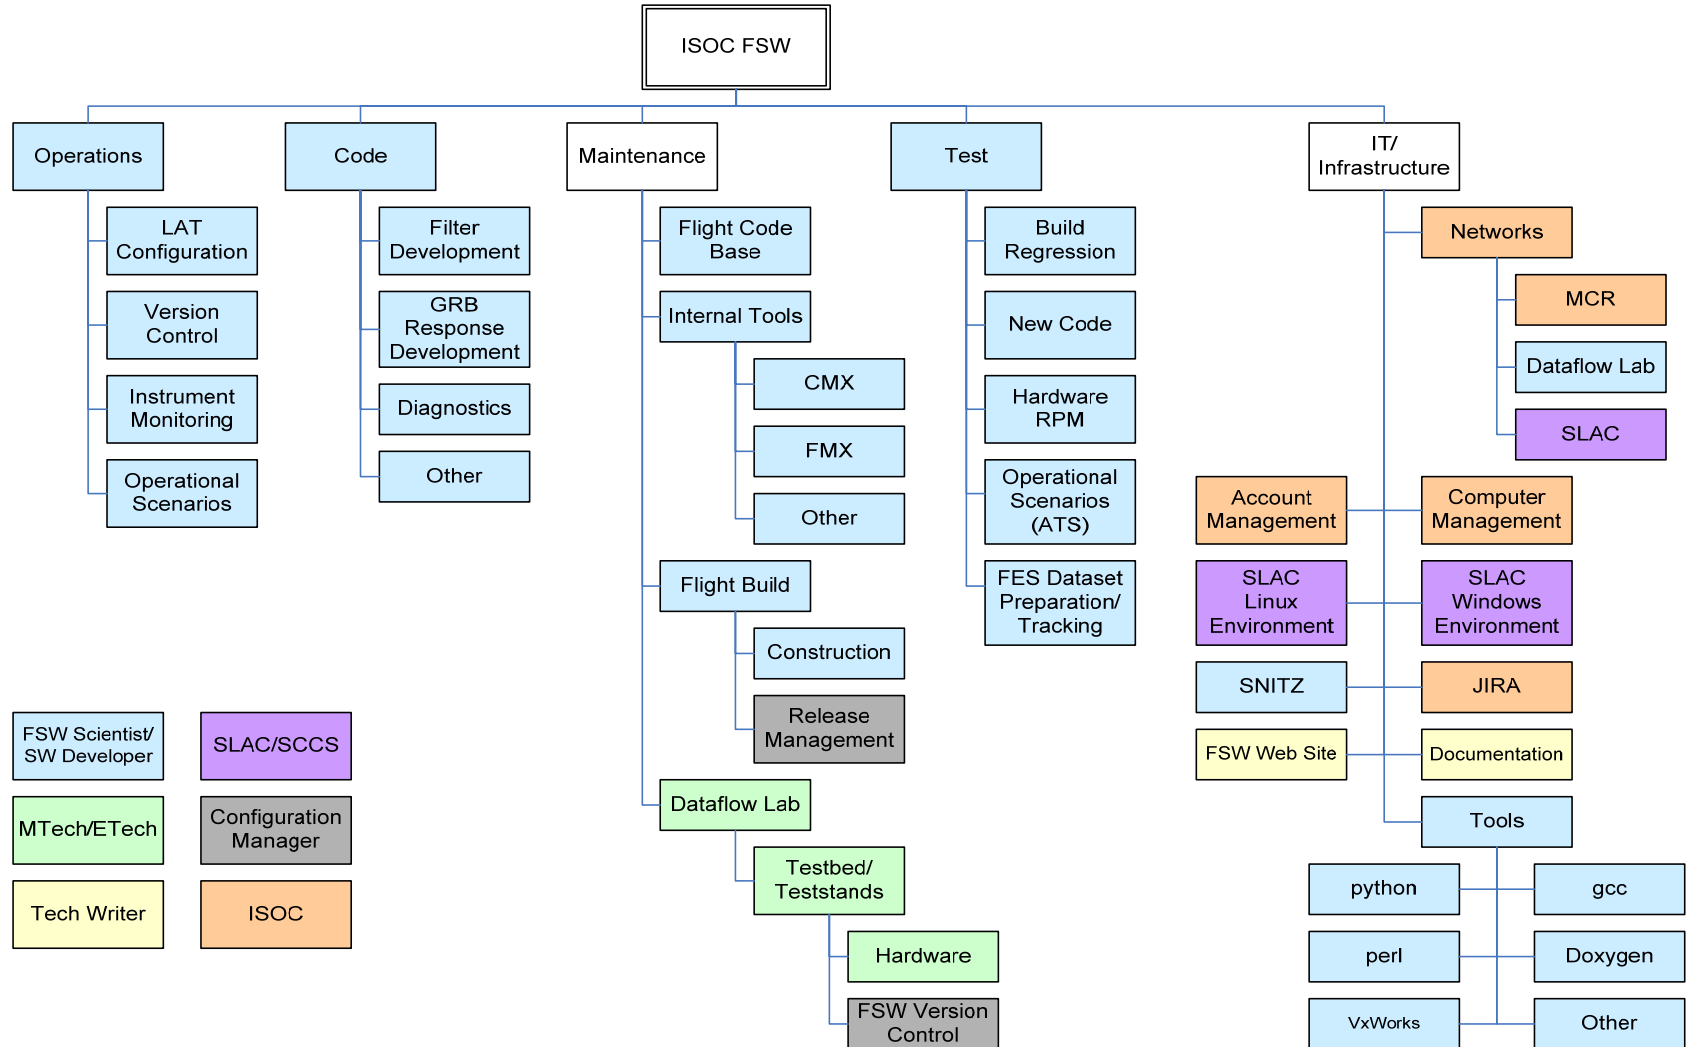 ISOC FSW
Operations
LAT
Configuration
Version
Control
Instrument
Monitoring
Operational
Scenarios
Code
Filter
Development
GRB
Response
Development
Diagnostics
Other
Maintenance
Flight Code
Base
Internal Tools
CMX
FMX
Other
Flight Build
Construction
Release
Management
Dataflow Lab
Testbed/
Teststands
Hardware
FSW Version
Control
Test
Build
Regression
New Code
Hardware
RPM
Operational
Scenarios
(ATS)
FES Dataset
Preparation/
Tracking
IT/
Infrastructure
Networks
MCR
Dataflow Lab
SLAC
Account
Management
Computer
Management
SLAC
Linux
Environment
SLAC
Windows
Environment
SNITZ
JIRA
FSW Web Site
Documentation
Tools
python
gcc
perl
Doxygen
VxWorks
Other
FSW Scientist/
SW Developer
SLAC/SCCS
MTech/ETech
Configuration
Manager
Tech Writer
ISOC